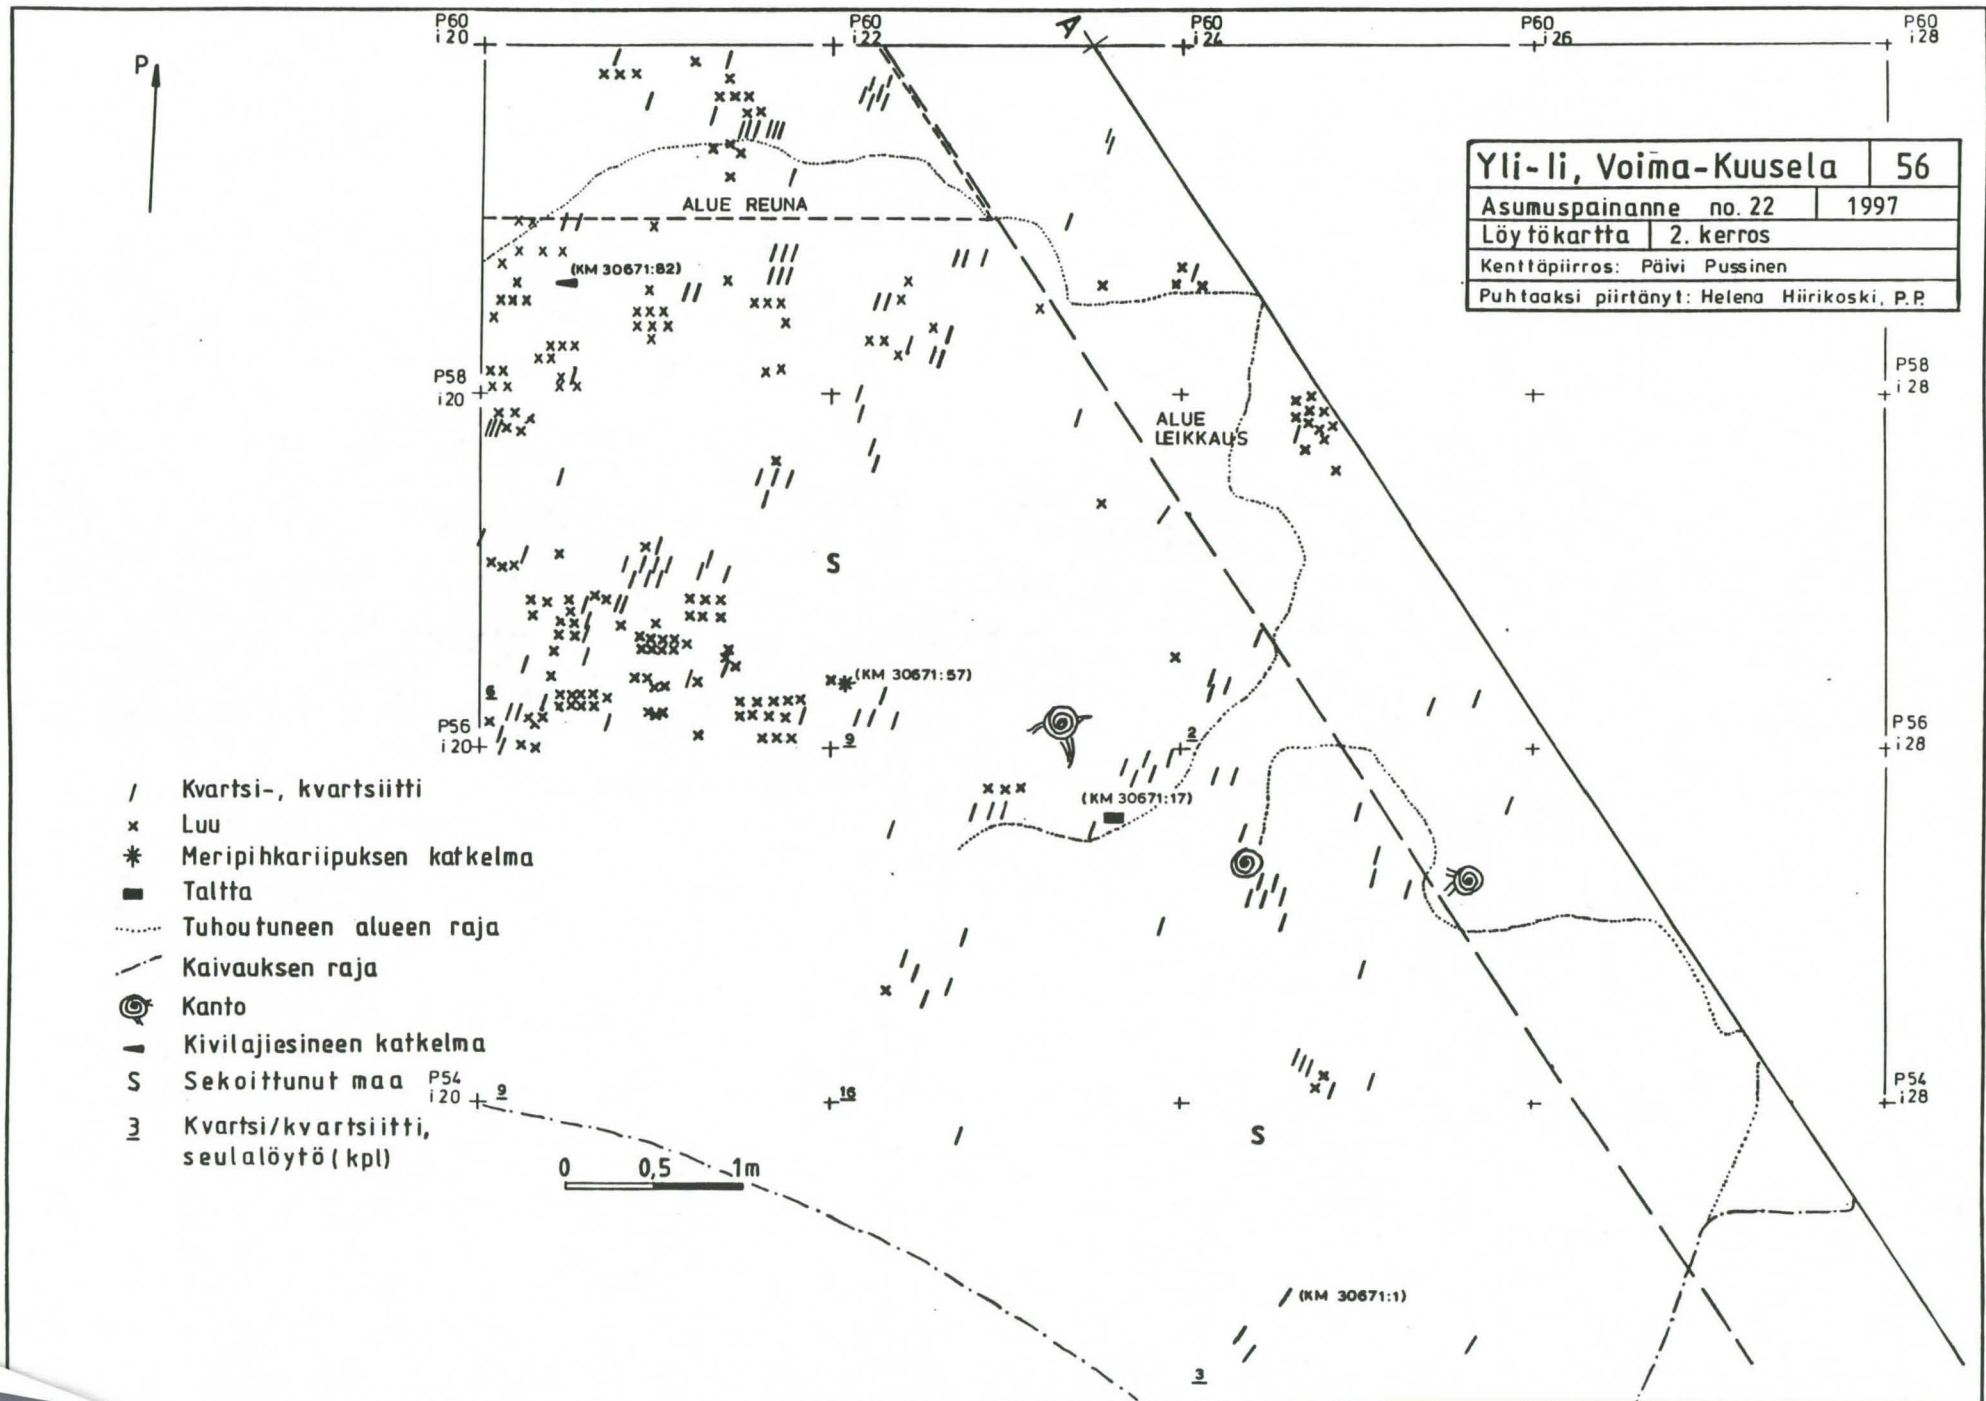 P60
i20
P60
i22
A
P60
i24
P60
i26
P60
i28
P
Yli-Ii, Voima-Kuusela 56
Asumuspainanne no. 22 1997
Löytökartta 2. kerros
Kenttäpiirros: Päivi Pussinen
Puhtaaksi piirtänyt: Helena Hiirikoski, P.P.
ALUE REUNA
(KM 30671:82)
P58
i20
P58
i28
ALUE
LEIKKAUS
S
(KM 30671:57)
6
P56
i20
9
2
P56
i28
(KM 30671:17)
Kvartsi-, kvartsiitti
Luu
Meripihkariipuksen katkelma
Taltta
Tuhoutuneen alueen raja
Kaivauksen raja
Kanto
Kivilajiesineen katkelma
S Sekoittunut maa
3 Kvartsi/kvartsiitti,
seulalöytö (kpl)
P54
i20
9
16
P54
i28
S
0 0,5 1m
(KM 30671:1)
3